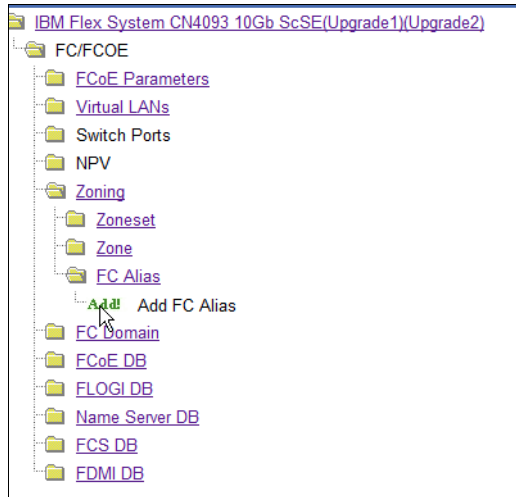 IBM Flex System CN4093 10Gb ScSE(Upgrade1)(Upgrade2)
FC/FCOE
FCoE Parameters
Virtual LANs
Switch Ports
NPV
Zoning
Zoneset
Zone
FC Alias
Add! Add FC Alias
FC Domain
FCoE DB
FLOGI DB
Name Server DB
FCS DB
FDMI DB